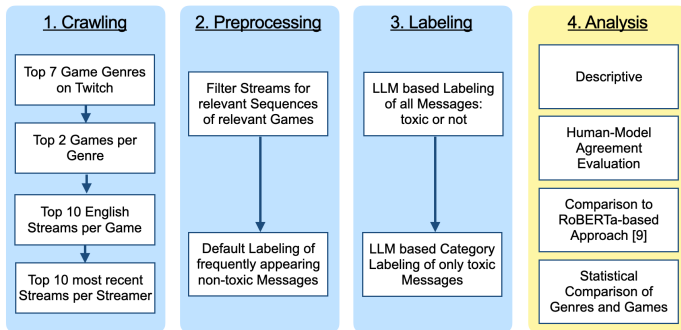 1. Crawling
Top 7 Game Genres
on Twitch
Top 2 Games per
Genre
Top 10 English
Streams per Game
Top 10 most recent
Streams per Streamer
2. Preprocessing
Filter Streams for
relevant Sequences
of relevant Games
Default Labeling of
frequently appearing
non-toxic Messages
3. Labeling
LLM based Labeling
of all Messages:
toxic or not
LLM based Category
Labeling of only toxic
Messages
4. Analysis
Descriptive
Human-Model
Agreement
Evaluation
Comparison to
RoBERTa-based
Approach [9]
Statistical
Comparison of
Genres and Games